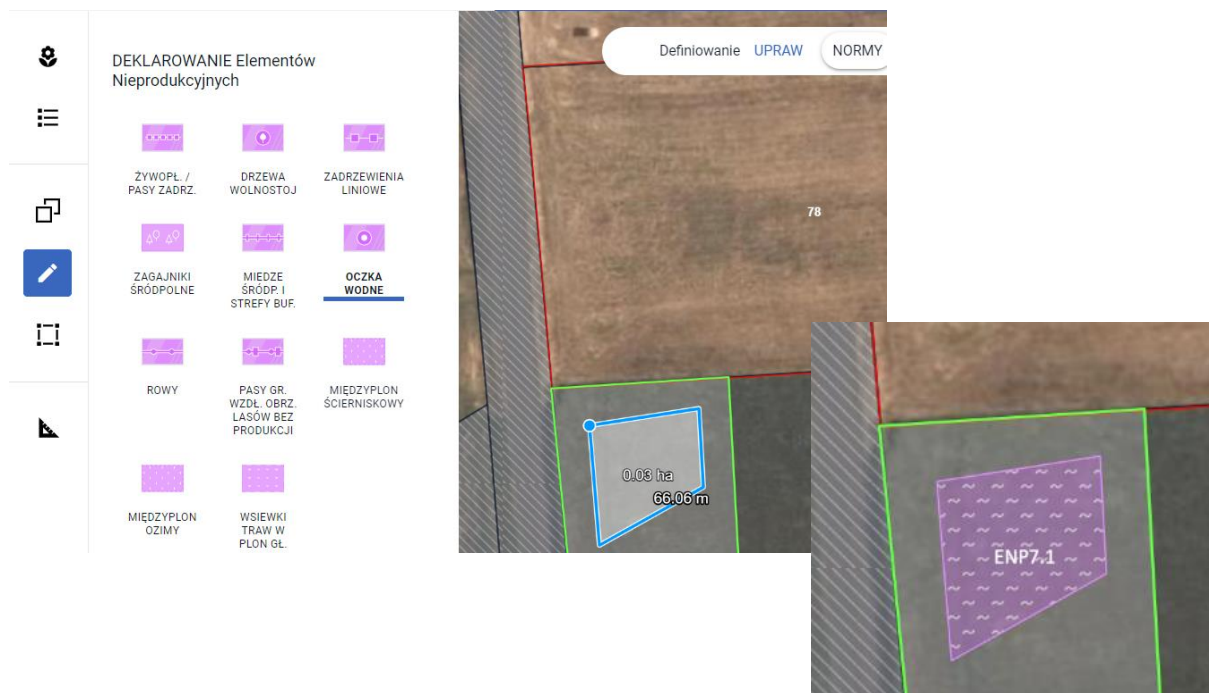 DEKLAROWANIE Elementów
Nieprodukcyjnych
ŻYWOPŁ. /
PASY ZADRZ.
DRZEWA
WOLNOSTOJ
ZADRZEWIENIA
LINIOWE
ZAGAJNIKI
ŚRÓDPOLNE
MIEDZE
ŚRÓDP. I
STREFY BUF.
OCZKA
WODNE
ROWY
PASY GR.
WZDŁ. OBRZ.
LASÓW BEZ
PRODUKCJI
MIĘDZYPLON
ŚCIERNISKOWY
MIĘDZYPLON
OZIMY
WSIEWKI
TRAW W
PLON GŁ.
Definiowanie UPRAW NORMY
78
0.03 ha
66.06 m
ENP7.1